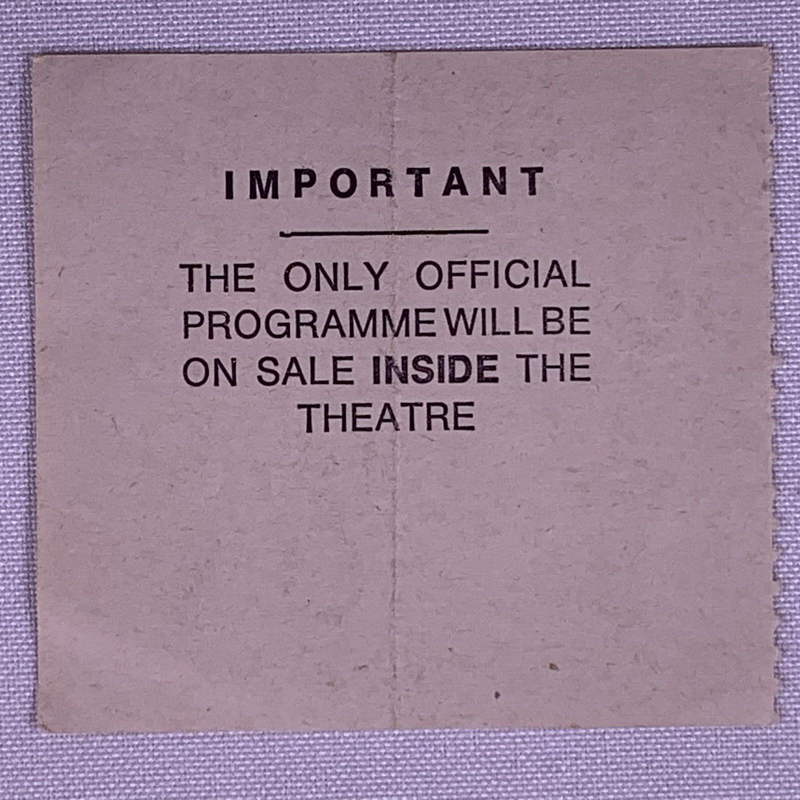 IMPORTANT
THE ONLY OFFICIAL
PROGRAMME WILL BE
ON SALE INSIDE THE
THEATRE